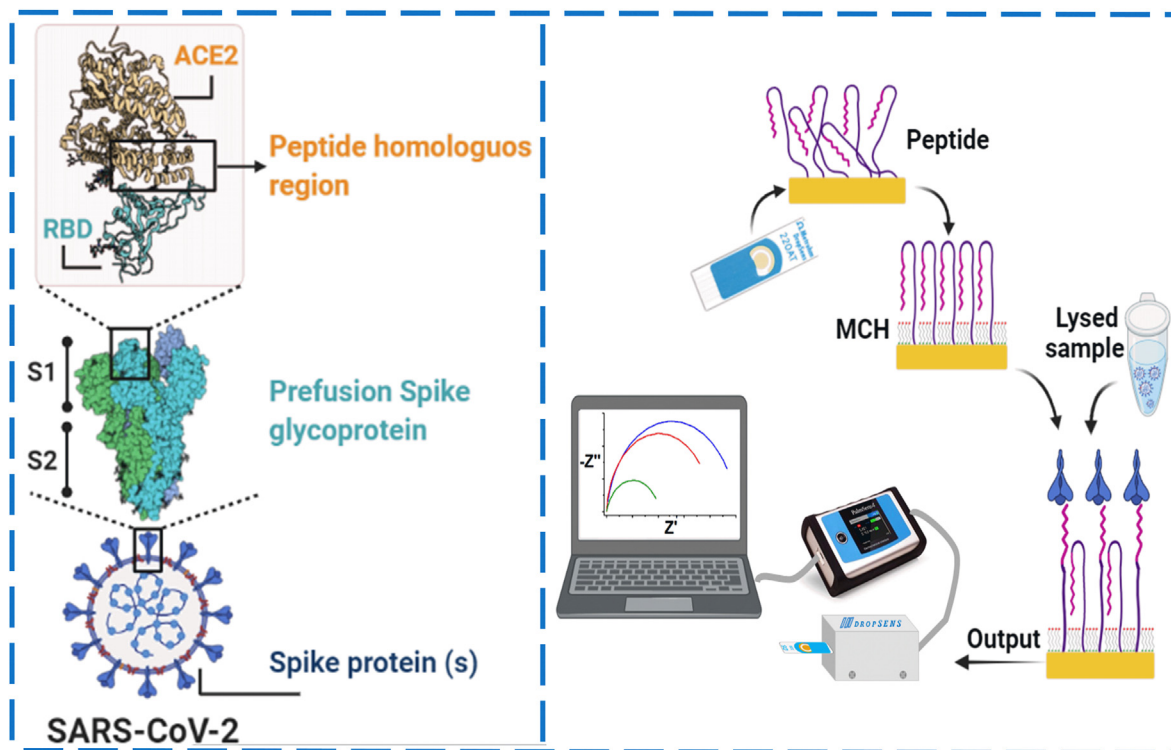 ACE2
Peptide homologuos
region
RBD
S1
S2
Prefusion Spike
glycoprotein
Spike protein (s)
SARS-CoV-2
Peptide
220AT
MCH
Lysed
sample
-Z"
Z'
DROPSENS
Output